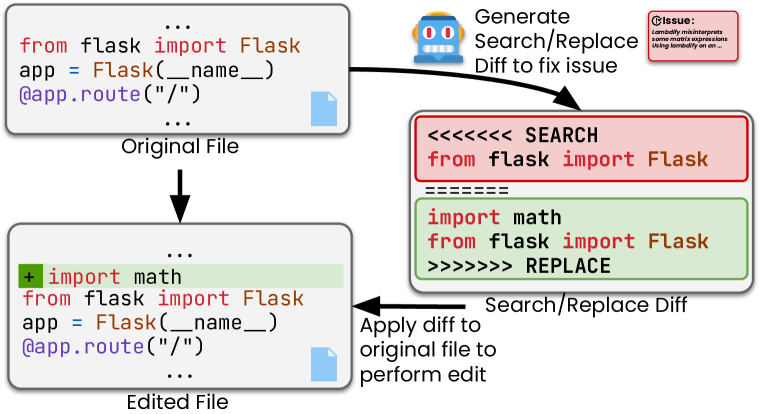 ...
from flask import Flask
app = Flask(__name__)
@app.route("/")
...
Original File
Generate
Search/Replace
Diff to fix issue
Issue:
Lambdify misinterprets
some matrix expressions
Using lambdify on an ...
<<<<<<< SEARCH
from flask import Flask
=======
import math
from flask import Flask
>>>>>>> REPLACE
Search/Replace Diff
Apply diff to
original file to
perform edit
...
+ import math
from flask import Flask
app = Flask(__name__)
@app.route("/")
...
Edited File